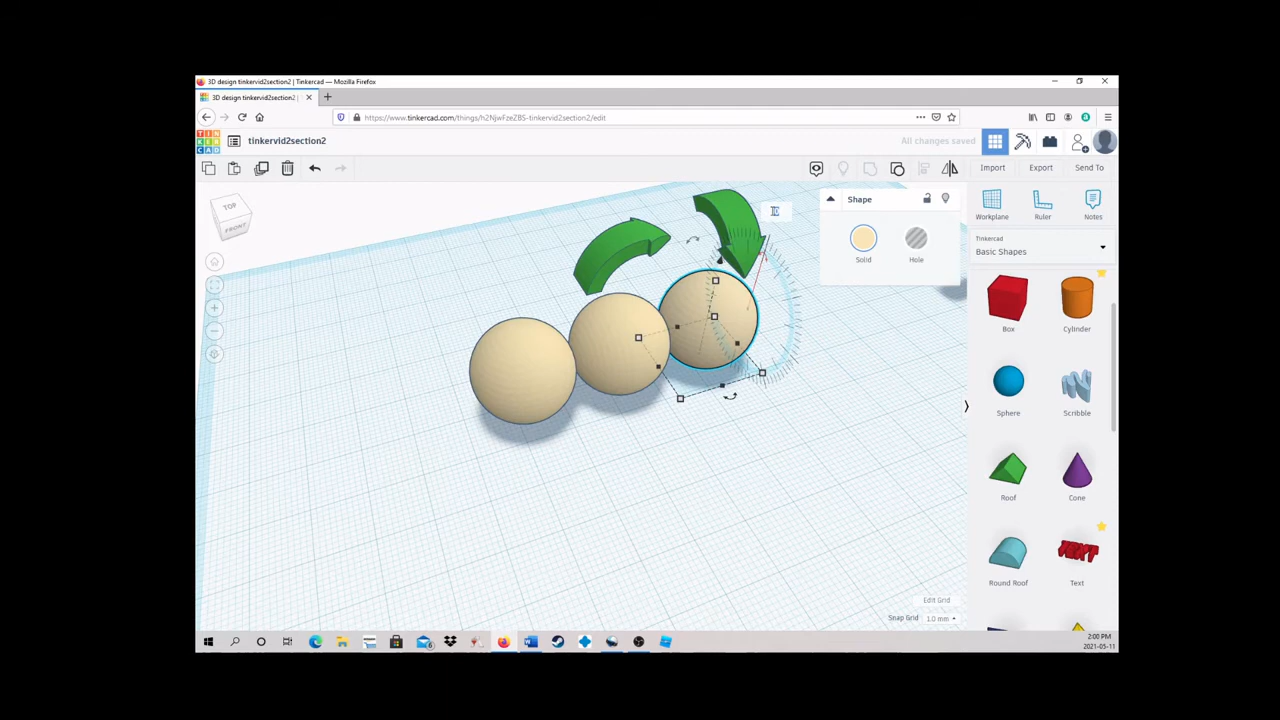 3D design tinkervid2section2 | Tinkercad — Mozilla Firefox
3D design tinkervid2section2 |
https://www.tinkercad.com/things/h2NjwFzeZBS-tinkervid2section2/edit
TIN
KER
CAD
tinkervid2section2
All changes saved
Import
Export
Send To
TOP
FRONT
Shape
Solid
Hole
Workplane
Ruler
Notes
Tinkercad
Basic Shapes
Box
Cylinder
Sphere
Scribble
Roof
Cone
TEXT
Round Roof
Text
Edit Grid
Snap Grid
1.0 mm
2:00 PM
2021-05-11